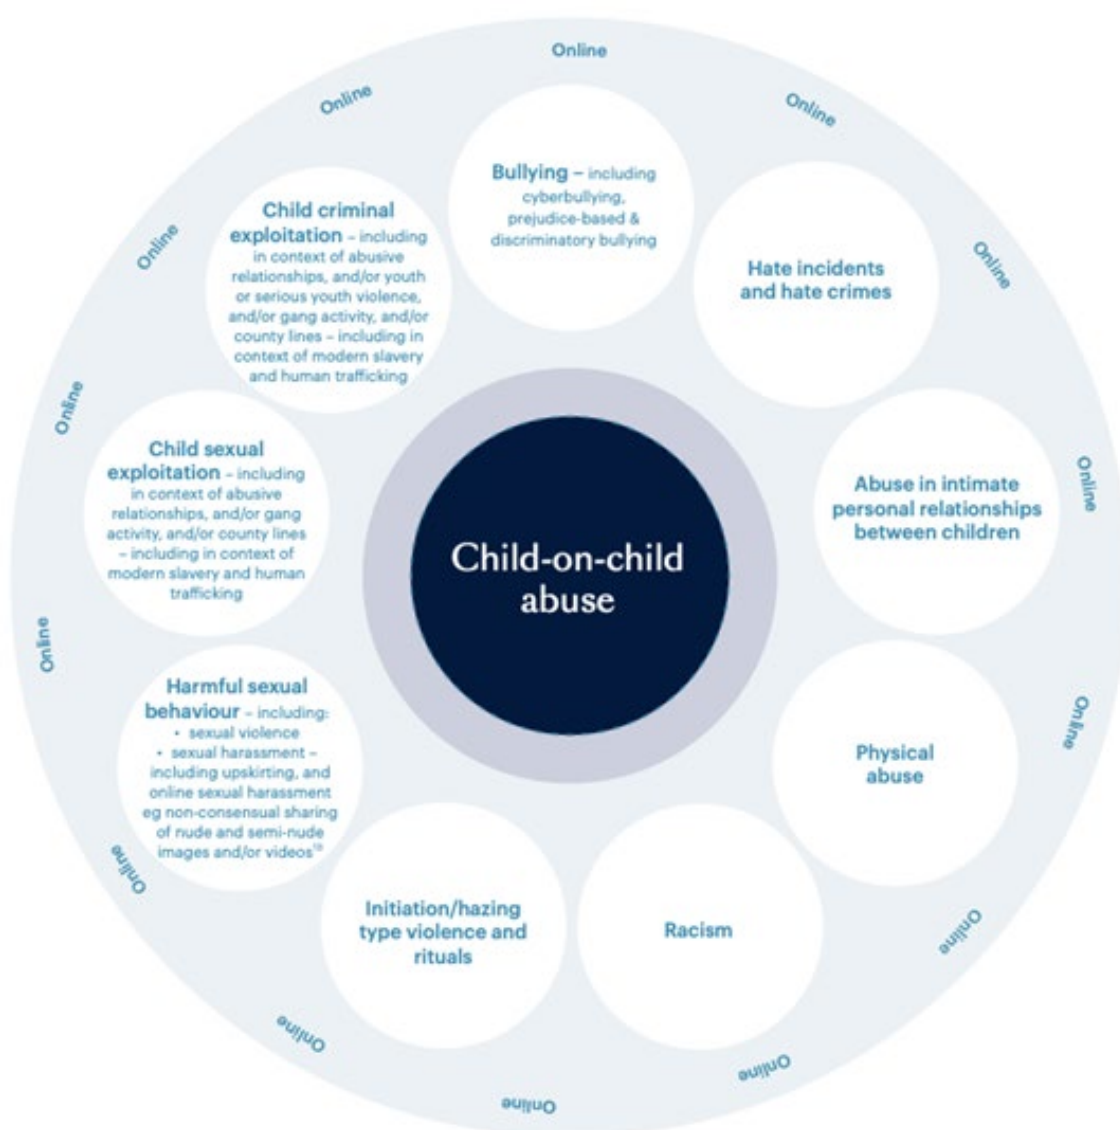 Online
Online
Online
Online
Online
Online
Online
Online
Online
Online
Online
Online
Online
Online
Bullying – including
cyberbullying,
prejudice-based &
discriminatory bullying
Hate incidents
and hate crimes
Abuse in intimate
personal relationships
between children
Physical
abuse
Racism
Initiation/hazing
type violence and
rituals
Harmful sexual
behaviour – including:
• sexual violence
• sexual harassment –
including upskirting, and
online sexual harassment
eg non-consensual sharing
of nude and semi-nude
images and/or videos
Child sexual
exploitation – including
in context of abusive
relationships, and/or gang
activity, and/or county lines
– including in context of
modern slavery and human
trafficking
Child criminal
exploitation – including
in context of abusive
relationships, and/or youth
or serious youth violence,
and/or gang activity, and/or
county lines – including in
context of modern slavery
and human trafficking
Child-on-child
abuse